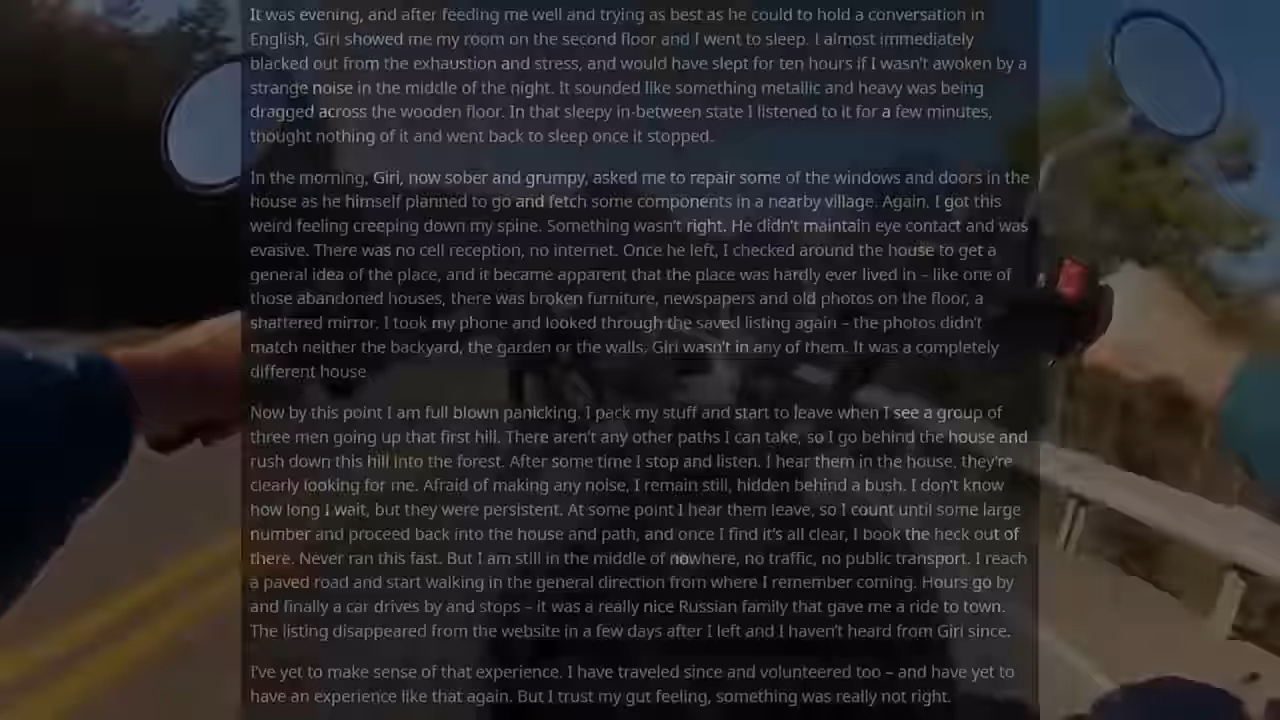 It was evening, and after feeding me well and trying as best as he could to hold a conversation in
English, Giri showed me my room on the second floor and I went to sleep. I almost immediately
blacked out from the exhaustion and stress, and would have slept for ten hours if I wasn't awoken by a
strange noise in the middle of the night. It sounded like something metallic and heavy was being
dragged across the wooden floor. In that sleepy in-between state I listened to it for a few minutes,
thought nothing of it and went back to sleep once it stopped.
In the morning, Giri, now sober and grumpy, asked me to repair some of the windows and doors in the
house as he himself planned to go and fetch some components in a nearby village. Again, I got this
weird feeling creeping down my spine. Something wasn't right. He didn't maintain eye contact and was
evasive. There was no cell reception, no internet. Once he left, I checked around the house to get a
general idea of the place, and it became apparent that the place was hardly ever lived in – like one of
those abandoned houses, there was broken furniture, newspapers and old photos on the floor, a
shattered mirror. I took my phone and looked through the saved listing again – the photos didn't
match neither the backyard, the garden or the walls. Giri wasn't in any of them. It was a completely
different house
Now by this point I am full blown panicking. I pack my stuff and start to leave when I see a group of
three men going up that first hill. There aren't any other paths I can take, so I go behind the house and
rush down this hill into the forest. After some time I stop and listen. I hear them in the house, they're
clearly looking for me. Afraid of making any noise, I remain still, hidden behind a bush. I don't know
how long I wait, but they were persistent. At some point I hear them leave, so I count until some large
number and proceed back into the house and path, and once I find it's all clear, I book the heck out of
there. Never ran this fast. But I am still in the middle of nowhere, no traffic, no public transport. I reach
a paved road and start walking in the general direction from where I remember coming. Hours go by
and finally a car drives by and stops – it was a really nice Russian family that gave me a ride to town.
The listing disappeared from the website in a few days after I left and I haven't heard from Giri since.
I've yet to make sense of that experience. I have traveled since and volunteered too – and have yet to
have an experience like that again. But I trust my gut feeling, something was really not right.